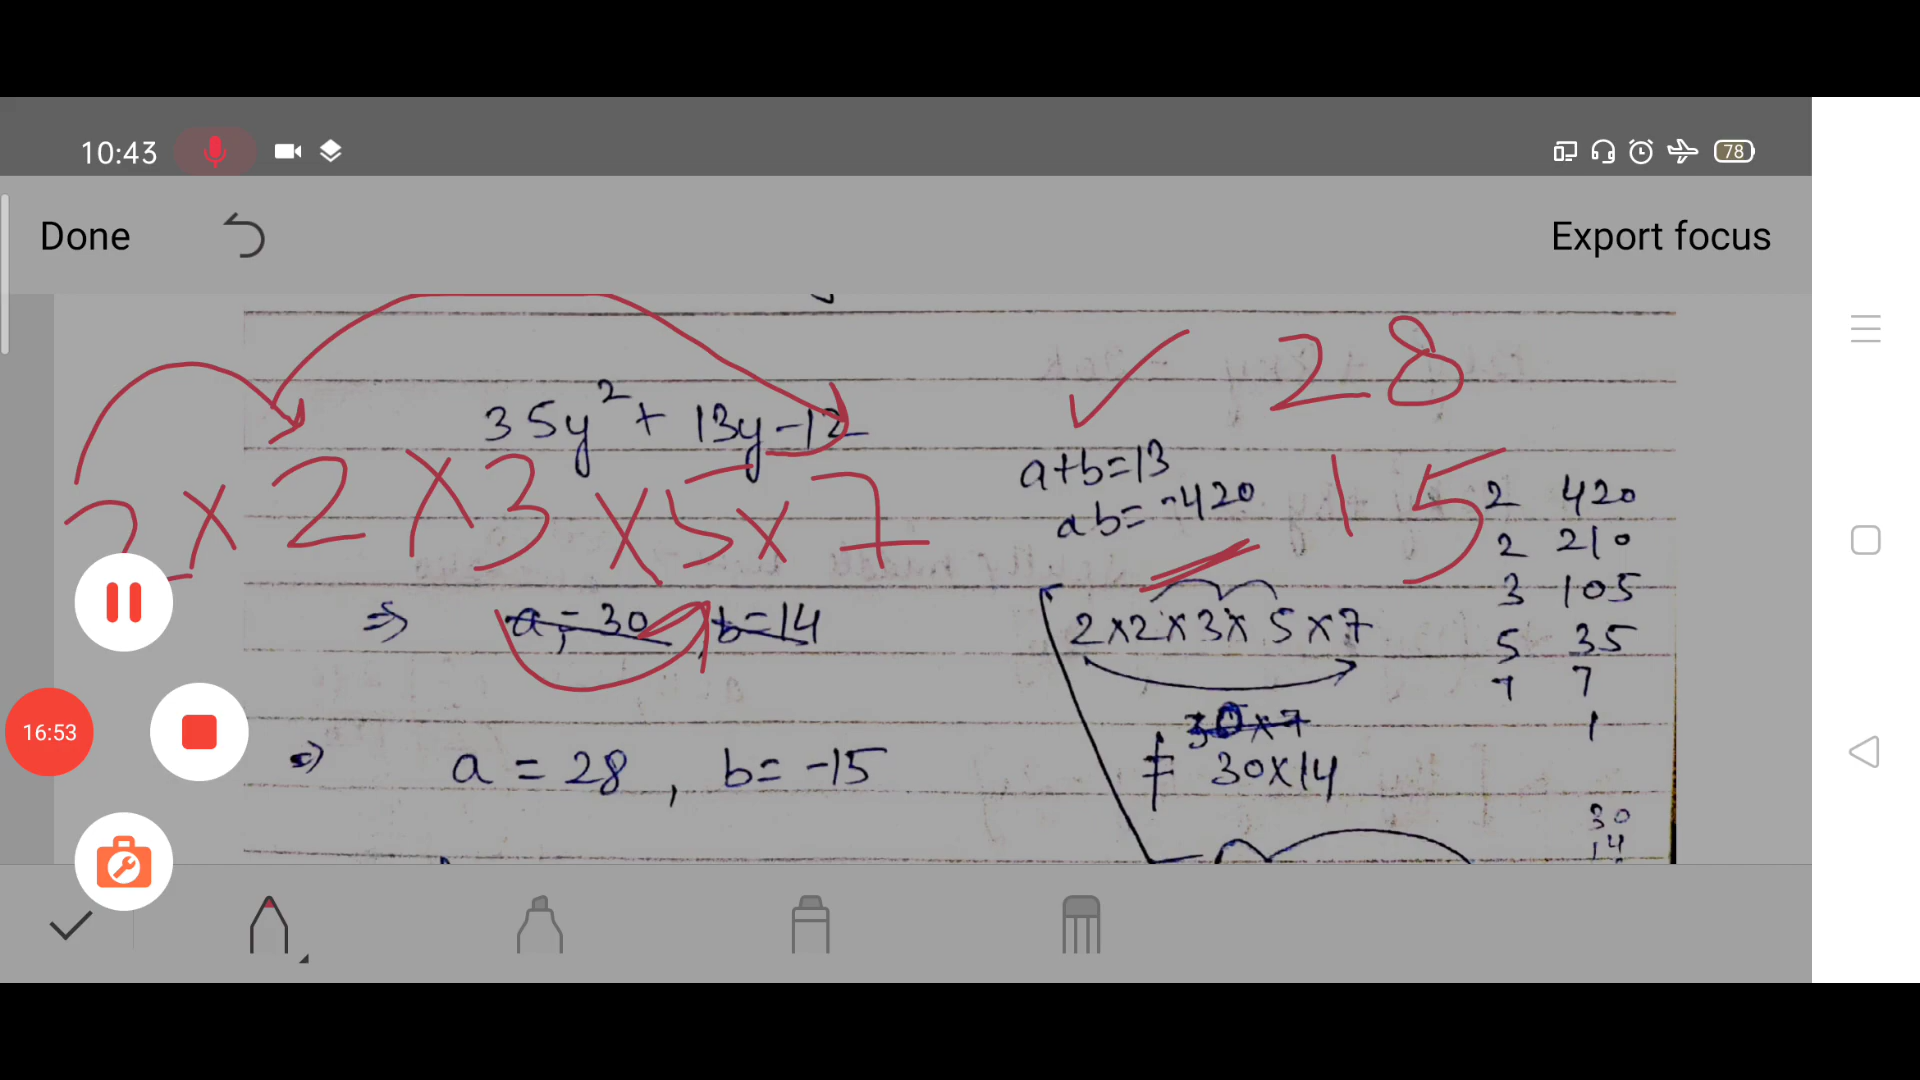 10:43 78
Done Export focus
28
35y² + 13y - 12
a+b=13
2 × 2 × 3 × 5 × 7
ab = -420
15
2 420
2 210
3 105
5 35
7 7
1
⇒ a = 30, b = 14
2×2×3×5×7
30×7
≠ 30×14
⇒ a = 28, b = -15
16:53
30
14